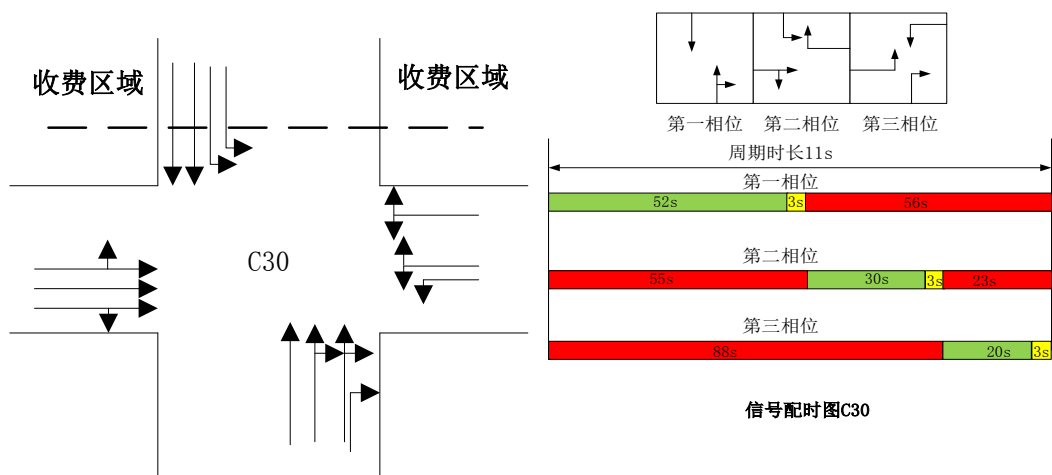 收费区域
收费区域
C30
第一相位 第二相位 第三相位
周期时长11s
第一相位
52s 3s 56s
第二相位
55s 30s 3s 23s
第三相位
88s 20s 3s
信号配时图C30